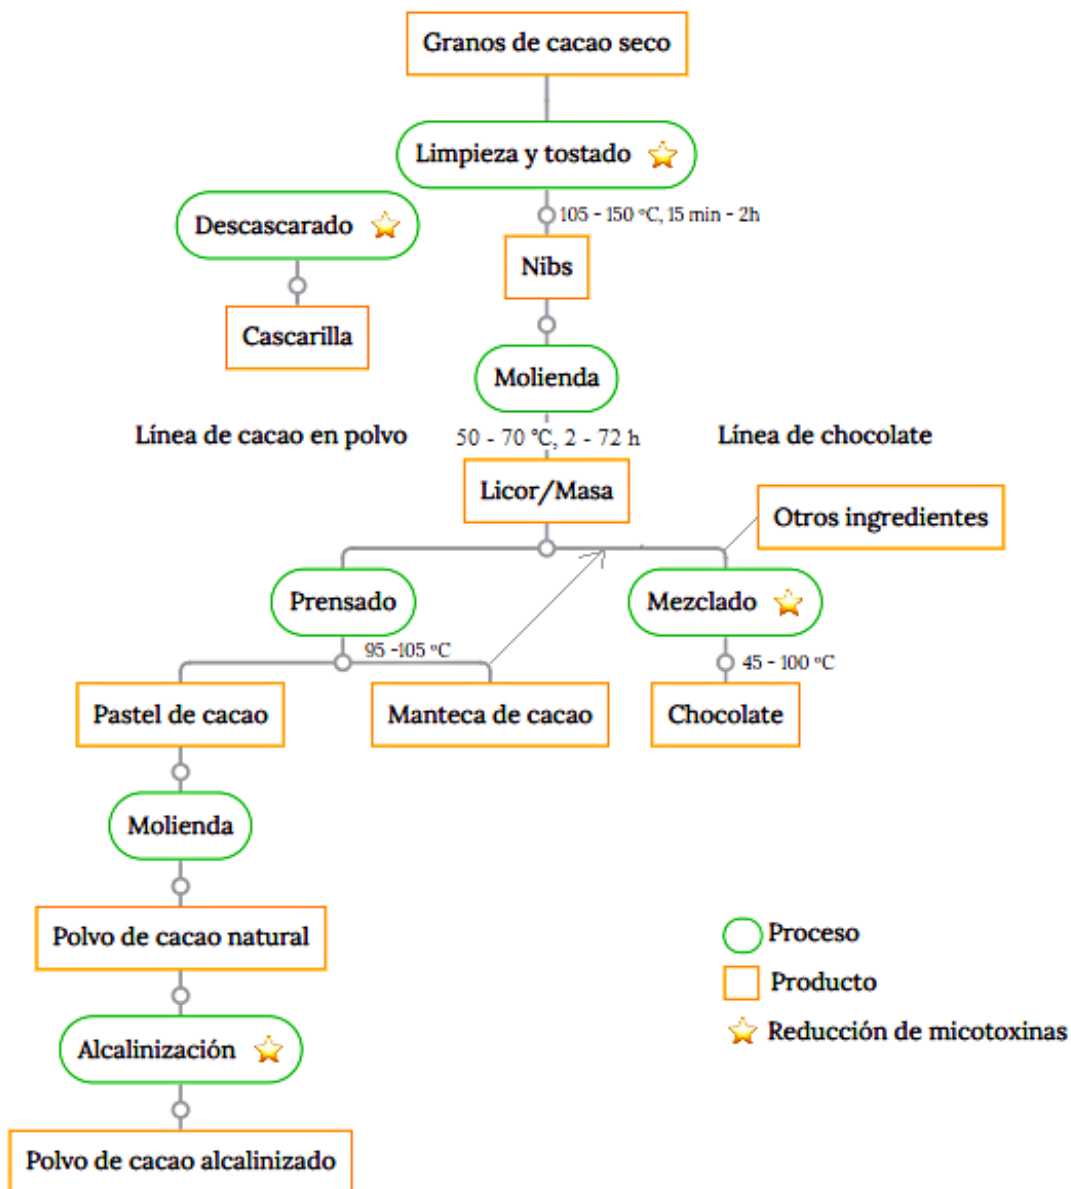 Granos de cacao seco
Limpieza y tostado
Descascarado
105 - 150 ºC, 15 min - 2h
Nibs
Cascarilla
Molienda
Línea de cacao en polvo
50 - 70 °C, 2 - 72 h
Línea de chocolate
Licor/Masa
Otros ingredientes
Prensado
Mezclado
95 -105 ºC
45 - 100 ºC
Pastel de cacao
Manteca de cacao
Chocolate
Molienda
Polvo de cacao natural
Proceso
Producto
Reducción de micotoxinas
Alcalinización
Polvo de cacao alcalinizado